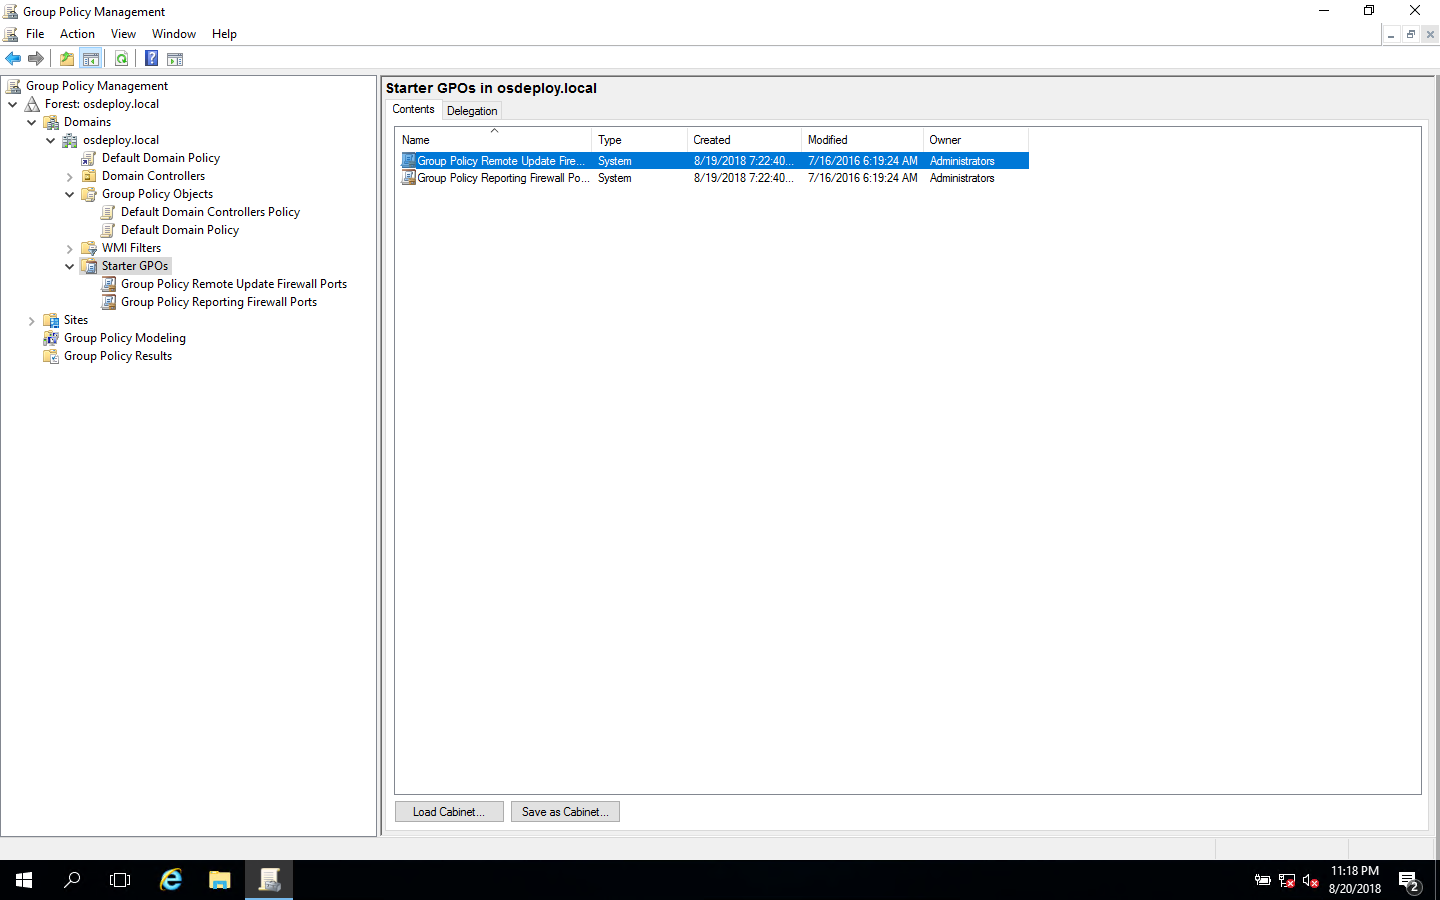 Group Policy Management
File Action View Window Help
Group Policy Management
Forest: osdeploy.local
Domains
osdeploy.local
Default Domain Policy
Domain Controllers
Group Policy Objects
Default Domain Controllers Policy
Default Domain Policy
WMI Filters
Starter GPOs
Group Policy Remote Update Firewall Ports
Group Policy Reporting Firewall Ports
Sites
Group Policy Modeling
Group Policy Results
Starter GPOs in osdeploy.local
Contents Delegation
Name Type Created Modified Owner
Group Policy Remote Update Fire... System 8/19/2018 7:22:40... 7/16/2016 6:19:24 AM Administrators
Group Policy Reporting Firewall Po... System 8/19/2018 7:22:40... 7/16/2016 6:19:24 AM Administrators
Load Cabinet... Save as Cabinet...
11:18 PM
8/20/2018
2